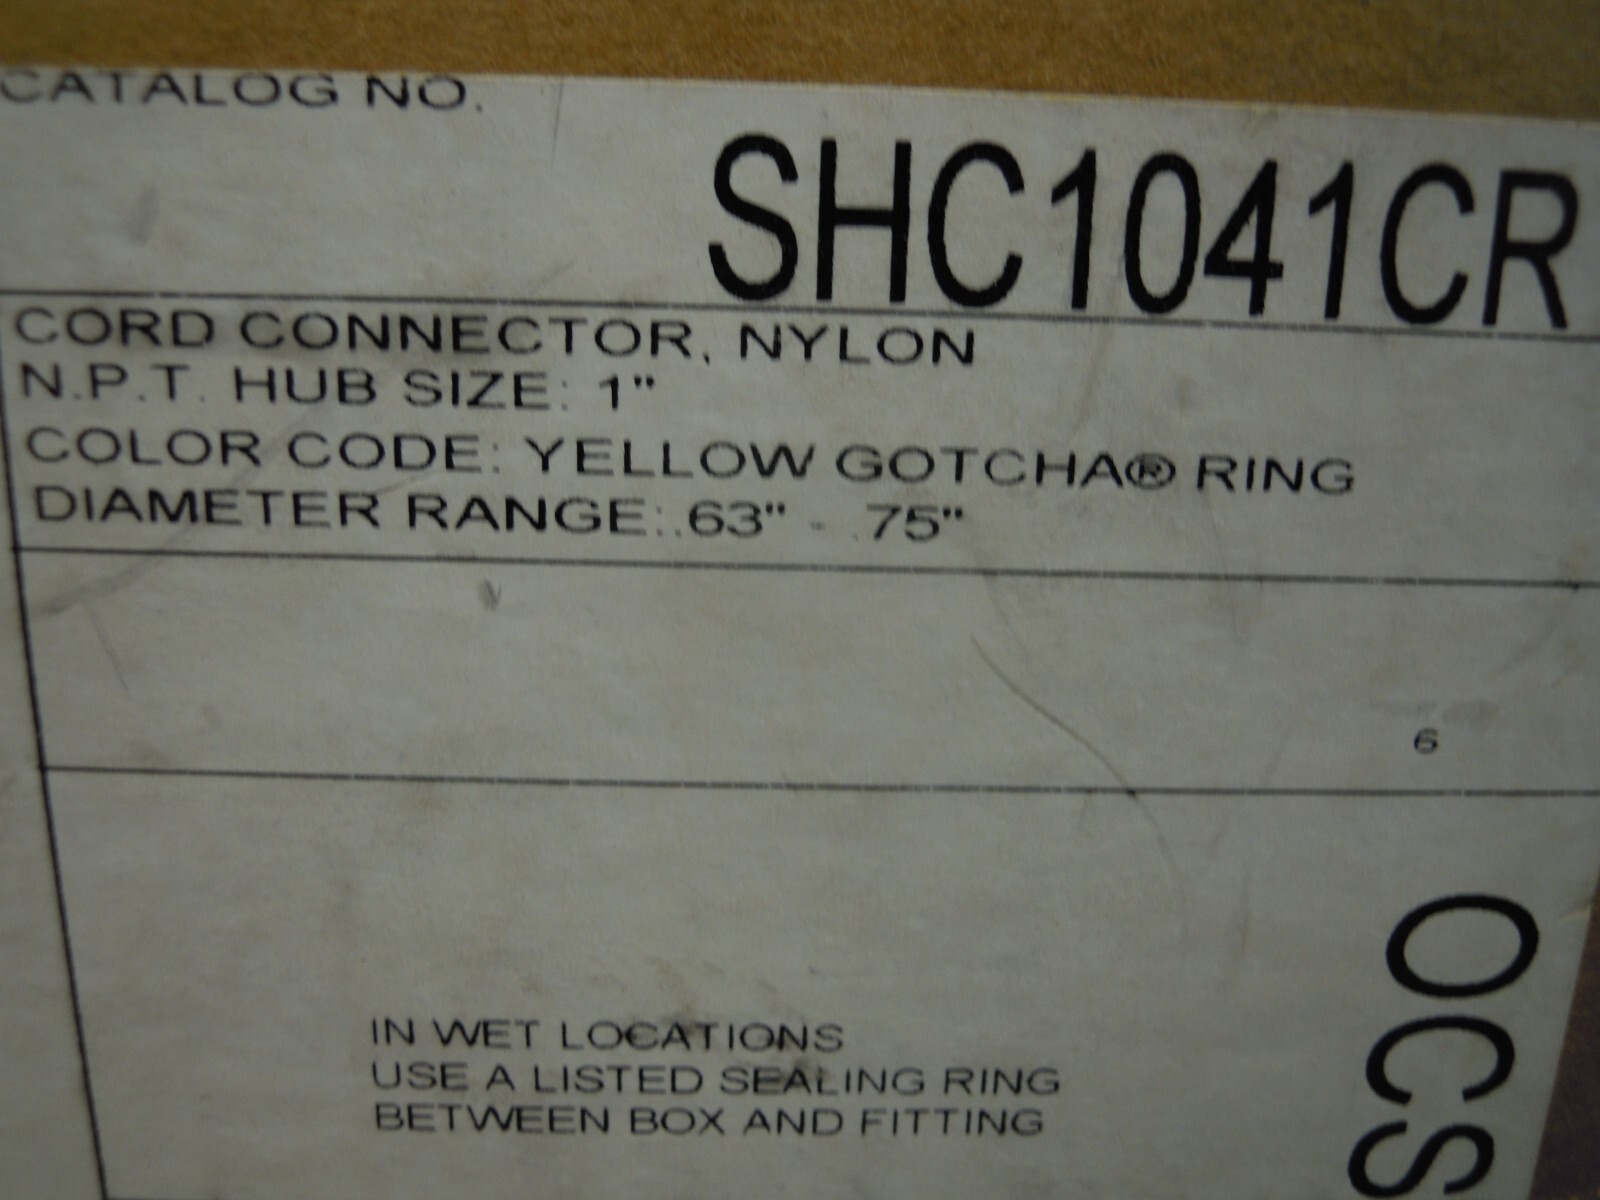 CATALOG NO.
SHC1041CR
CORD CONNECTOR, NYLON
N.P.T. HUB SIZE: 1"
COLOR CODE: YELLOW GOTCHA® RING
DIAMETER RANGE: .63" - .75"
6
IN WET LOCATIONS
USE A LISTED SEALING RING
BETWEEN BOX AND FITTING
OCS